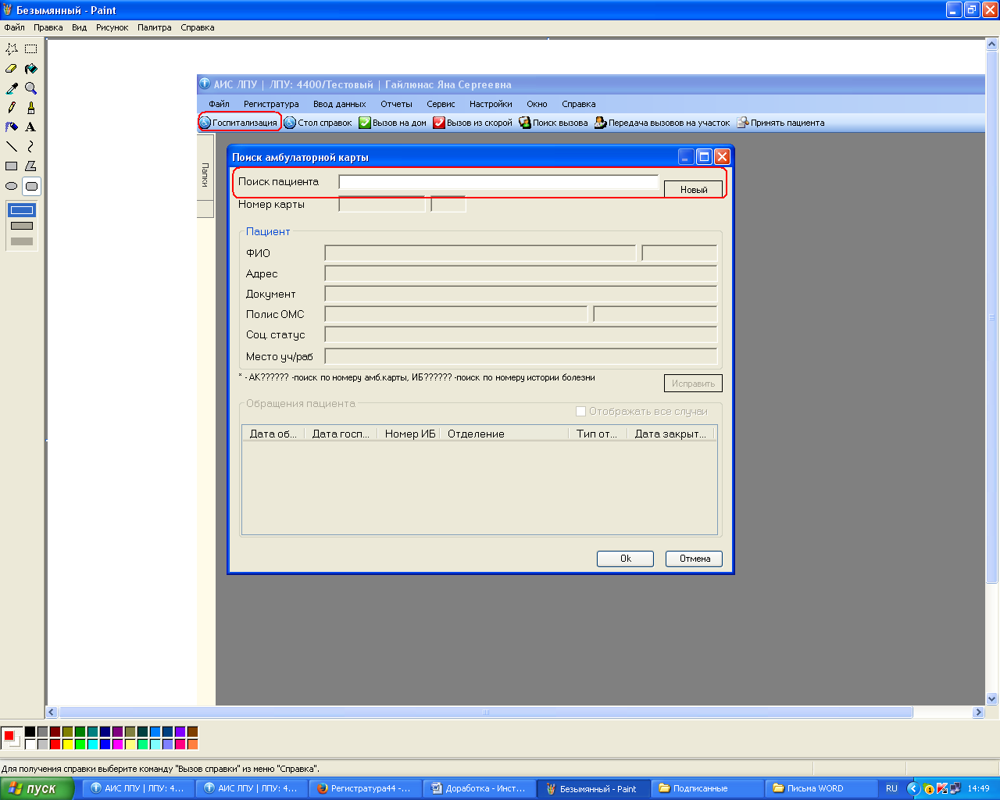 Безымянный - Paint
Файл Правка Вид Рисунок Палитра Справка
АИС ЛПУ | ЛПУ: 4400/Тестовый | Гайлюнас Яна Сергеевна
Файл Регистратура Ввод данных Отчеты Сервис Настройки Окно Справка
Госпитализация Стол справок Вызов на дом Вызов из скорой Поиск вызова Передача вызовов на участок Принять пациента
Папки
Поиск амбулаторной карты
Поиск пациента
Новый
Номер карты
Пациент
ФИО
Адрес
Документ
Полис ОМС
Соц. статус
Место уч/раб
* - АК?????? -поиск по номеру амб.карты, ИБ?????? -поиск по номеру истории болезни
Исправить
Обращения пациента
Отображать все случаи
Дата об... Дата госп... Номер ИБ Отделение Тип от... Дата закрыт...
Ok Отмена
Для получения справки выберите команду "Вызов справки" из меню "Справка".
пуск АИС ЛПУ | ЛПУ: 4... АИС ЛПУ | ЛПУ: 4... Регистратура44 -... Доработка - Инст... Безымянный - Paint Подписанные Письма WORD RU 14:49